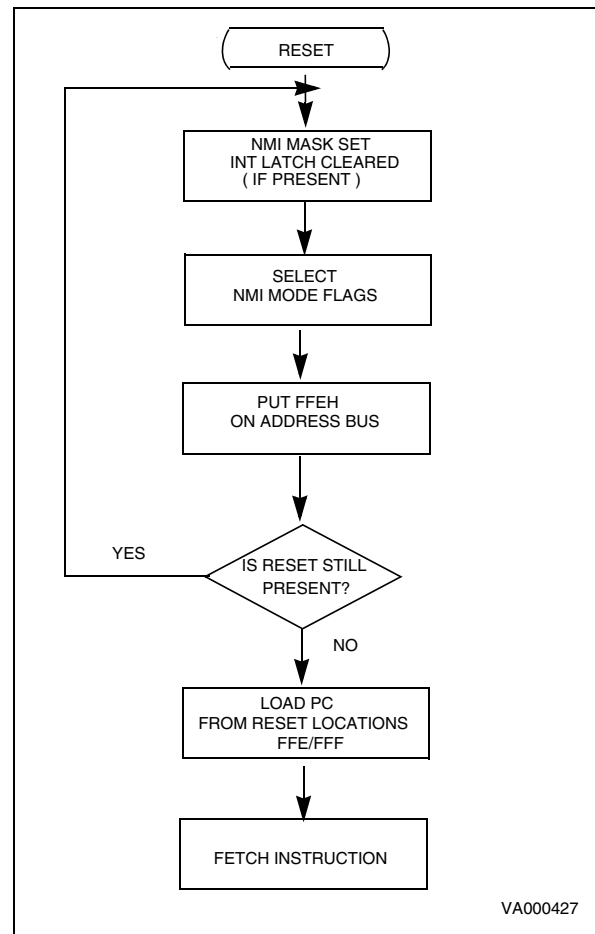 RESET
NMI MASK SET
INT LATCH CLEARED
( IF PRESENT )
SELECT
NMI MODE FLAGS
PUT FFEH
ON ADDRESS BUS
YES
IS RESET STILL
PRESENT?
NO
LOAD PC
FROM RESET LOCATIONS
FFE/FFF
FETCH INSTRUCTION
VA000427